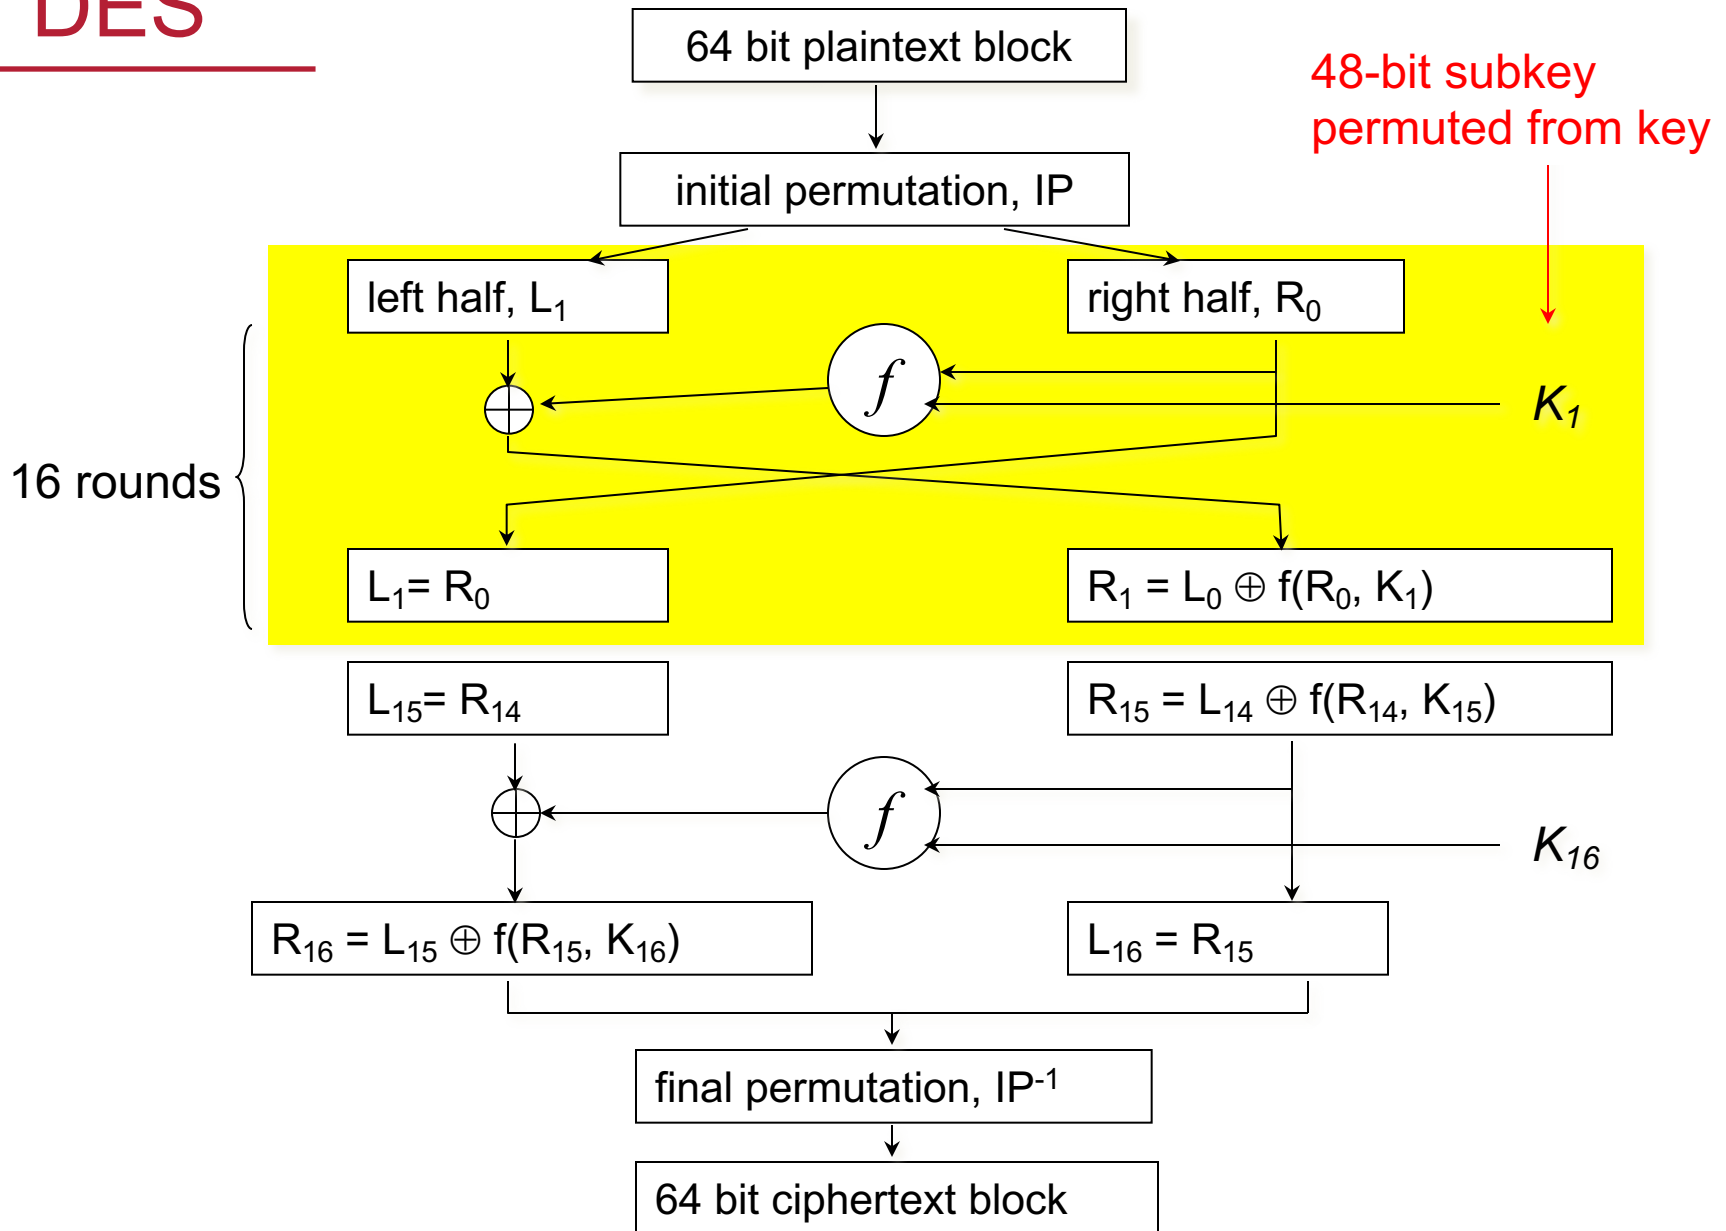 DES
64 bit plaintext block
48-bit subkey
permuted from key
initial permutation, IP
left half, L₁
right half, R₀
f
K₁
16 rounds
L₁= R₀
R₁ = L₀ ⊕ f(R₀, K₁)
L₁₅= R₁₄
R₁₅ = L₁₄ ⊕ f(R₁₄, K₁₅)
f
K₁₆
R₁₆ = L₁₅ ⊕ f(R₁₅, K₁₆)
L₁₆ = R₁₅
final permutation, IP⁻¹
64 bit ciphertext block